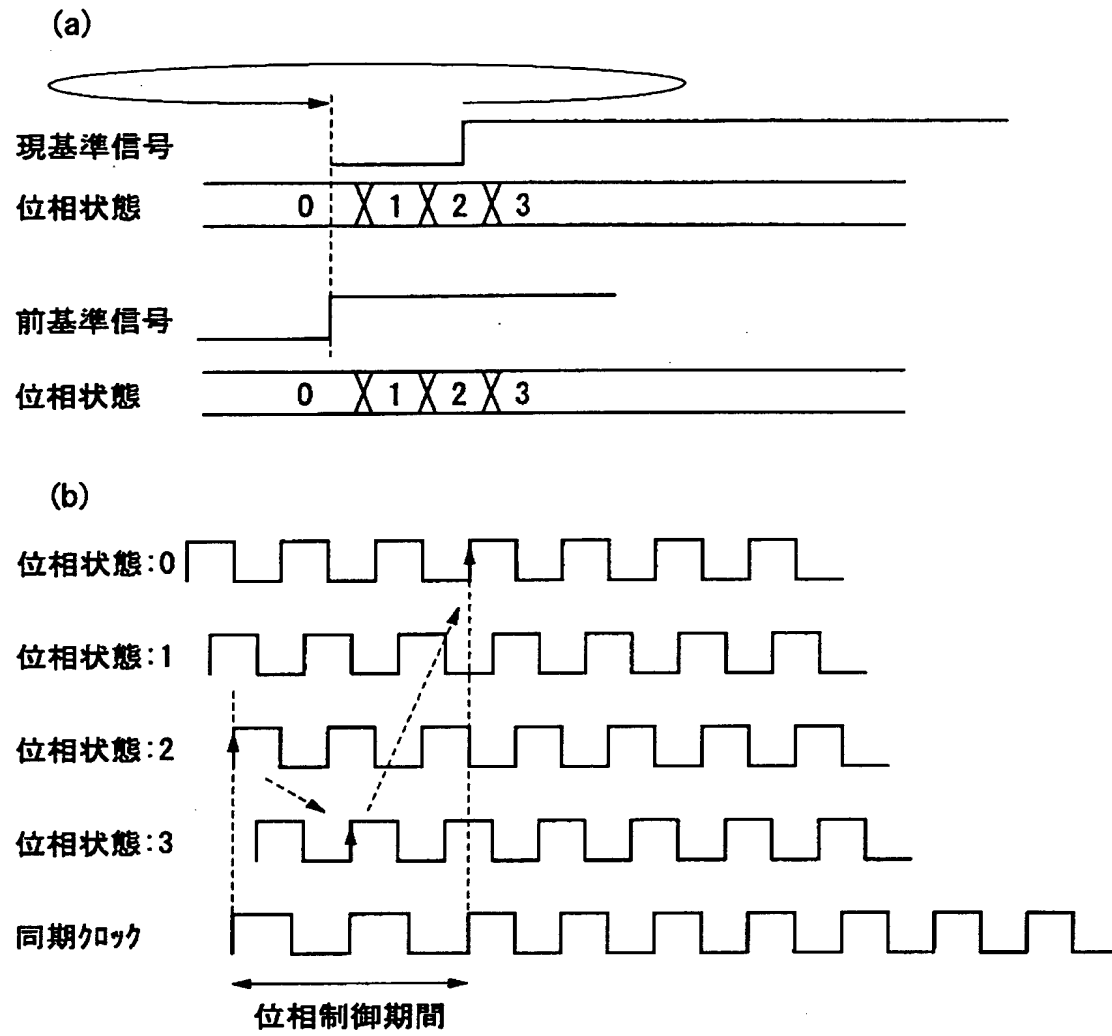 (a)
現基準信号
位相状態 0 1 2 3
前基準信号
位相状態 0 1 2 3
(b)
位相状態:0
位相状態:1
位相状態:2
位相状態:3
同期ｸﾛｯｸ
位相制御期間